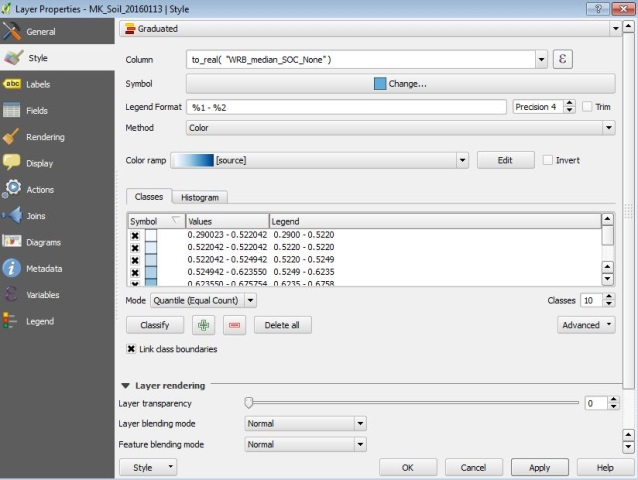 Layer Properties - MK_Soil_20160113 | Style
General
Style
abc Labels
Fields
Rendering
Display
Actions
Joins
Diagrams
Metadata
Variables
Legend
Graduated
Column to_real( "WRB_median_SOC_None") ε
Symbol Change...
Legend Format %1 - %2 Precision 4 Trim
Method Color
Color ramp [source] Edit Invert
Classes Histogram
Symbol Values Legend
0.290023 - 0.522042 0.2900 - 0.5220
0.522042 - 0.522042 0.5220 - 0.5220
0.522042 - 0.524942 0.5220 - 0.5249
0.524942 - 0.623550 0.5249 - 0.6235
0.623550 - 0.675754 0.6235 - 0.6758
Mode Quantile (Equal Count) Classes 10
Classify Delete all Advanced
Link class boundaries
Layer rendering
Layer transparency 0
Layer blending mode Normal
Feature blending mode Normal
Style OK Cancel Apply Help